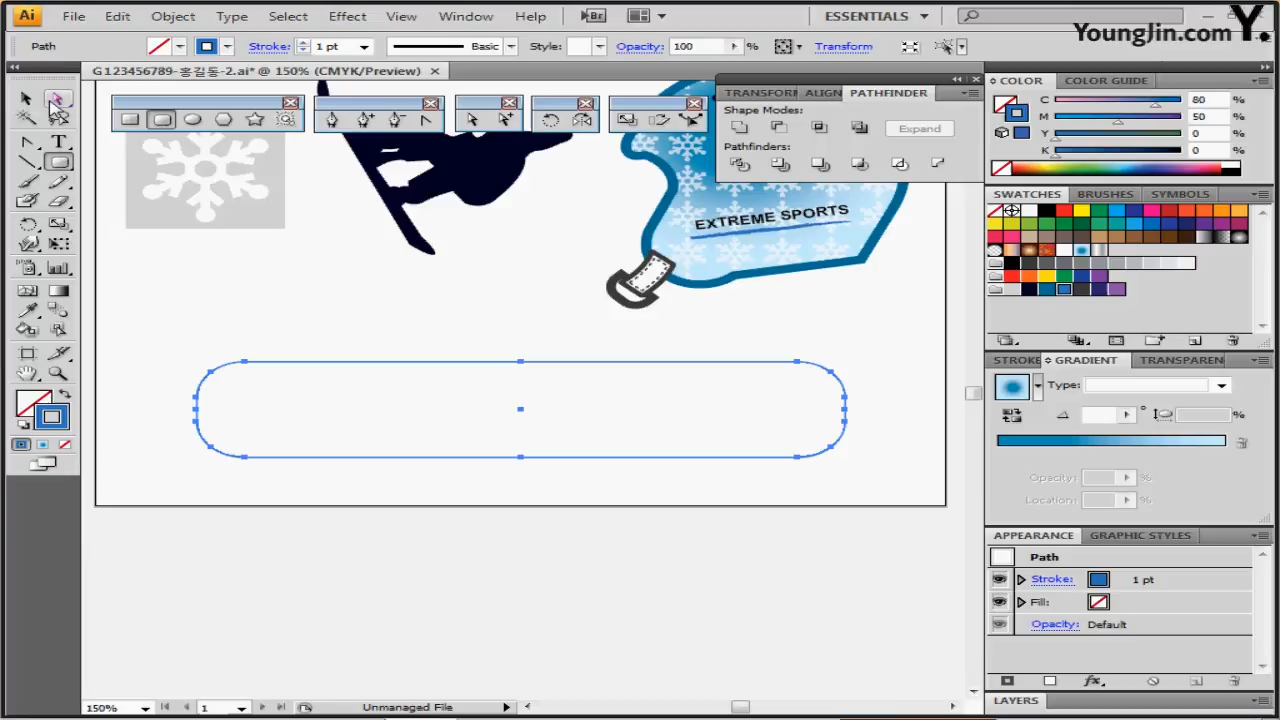 Ai File Edit Object Type Select Effect View Window Help Br ESSENTIALS
YoungJin.com Y.
Path Stroke: 1 pt Basic Style: Opacity: 100 % Transform
G123456789-홍길동-2.ai* @ 150% (CMYK/Preview) ×
TRANSFORM ALIGN PATHFINDER
Shape Modes:
Expand
Pathfinders:
EXTREME SPORTS
COLOR COLOR GUIDE
C 80 %
M 50 %
Y 0 %
K 0 %
SWATCHES BRUSHES SYMBOLS
STROKE GRADIENT TRANSPAREN
Type:
° %
Opacity: %
Location: %
APPEARANCE GRAPHIC STYLES
Path
Stroke: 1 pt
Fill:
Opacity: Default
fx
LAYERS
150% 1 Unmanaged File